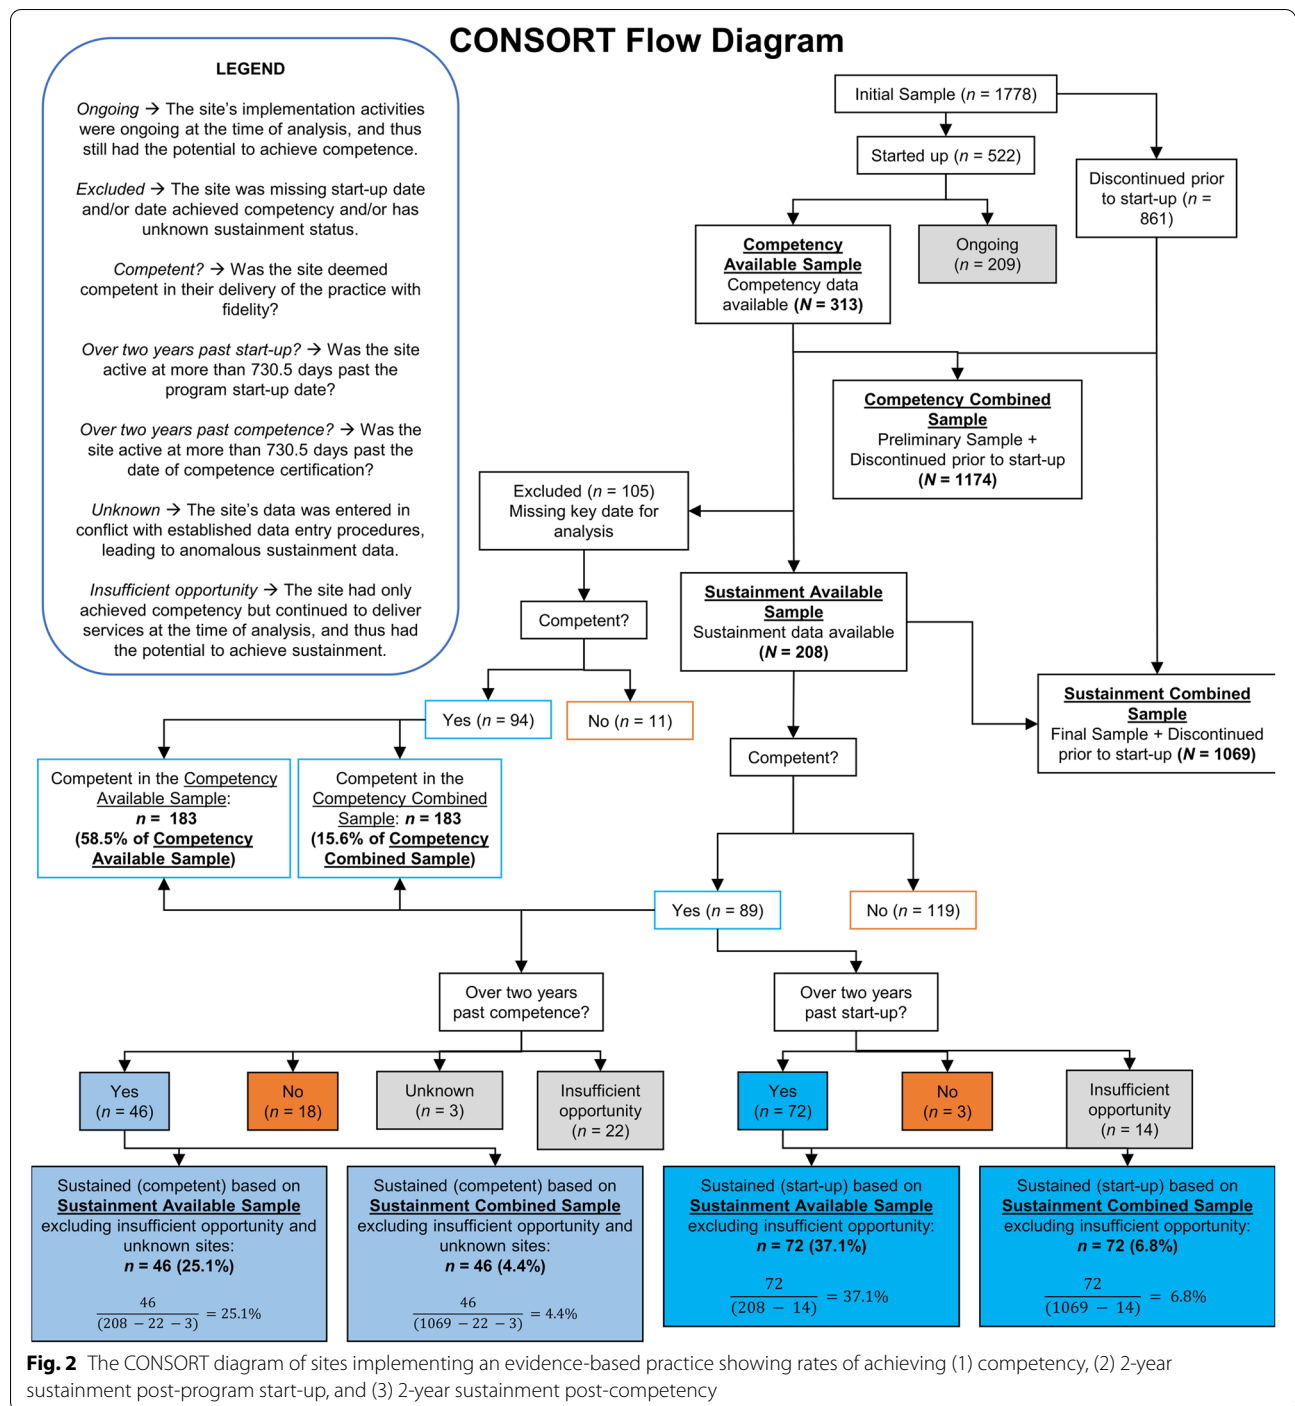 CONSORT Flow Diagram
LEGEND
Ongoing → The site's implementation activities
were ongoing at the time of analysis, and thus
still had the potential to achieve competence.
Excluded → The site was missing start-up date
and/or date achieved competency and/or has
unknown sustainment status.
Competent? → Was the site deemed
competent in their delivery of the practice with
fidelity?
Over two years past start-up? → Was the site
active at more than 730.5 days past the
program start-up date?
Over two years past competence? → Was the
site active at more than 730.5 days past the
date of competence certification?
Unknown → The site's data was entered in
conflict with established data entry procedures,
leading to anomalous sustainment data.
Insufficient opportunity → The site had only
achieved competency but continued to deliver
services at the time of analysis, and thus had
the potential to achieve sustainment.
Initial Sample (n = 1778)
Started up (n = 522)
Discontinued prior
to start-up (n =
861)
Competency
Available Sample
Competency data
available (N = 313)
Ongoing
(n = 209)
Competency Combined
Sample
Preliminary Sample +
Discontinued prior to start-up
(N = 1174)
Excluded (n = 105)
Missing key date for
analysis
Competent?
Sustainment Available
Sample
Sustainment data available
(N = 208)
Yes (n = 94)
No (n = 11)
Sustainment Combined
Sample
Final Sample + Discontinued
prior to start-up (N = 1069)
Competent?
Competent in the Competency
Available Sample:
n = 183
(58.5% of Competency
Available Sample)
Competent in the
Competency Combined
Sample: n = 183
(15.6% of Competency
Combined Sample)
Yes (n = 89)
No (n = 119)
Over two years
past competence?
Over two years
past start-up?
Yes
(n = 46)
No
(n = 18)
Unknown
(n = 3)
Insufficient
opportunity
(n = 22)
Yes
(n = 72)
No
(n = 3)
Insufficient
opportunity
(n = 14)
Sustained (competent) based on
Sustainment Available Sample
excluding insufficient opportunity and
unknown sites:
n = 46 (25.1%)
46
(208 − 22 − 3)
= 25.1%
Sustained (competent) based on
Sustainment Combined Sample
excluding insufficient opportunity and
unknown sites:
n = 46 (4.4%)
46
(1069 − 22 − 3)
= 4.4%
Sustained (start-up) based on
Sustainment Available Sample
excluding insufficient opportunity:
n = 72 (37.1%)
72
(208 − 14)
= 37.1%
Sustained (start-up) based on
Sustainment Combined Sample
excluding insufficient opportunity:
n = 72 (6.8%)
72
(1069 − 14)
= 6.8%
Fig. 2 The CONSORT diagram of sites implementing an evidence-based practice showing rates of achieving (1) competency, (2) 2-year
sustainment post-program start-up, and (3) 2-year sustainment post-competency